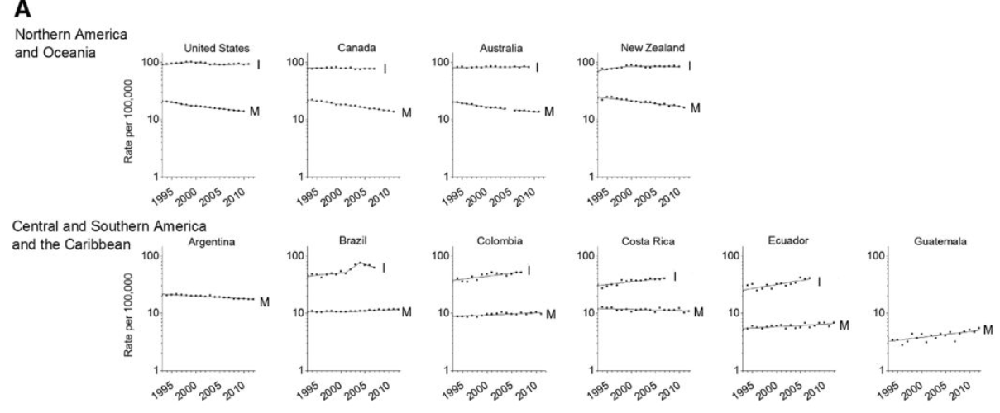 A
Northern America
and Oceania
United States
Canada
Australia
New Zealand
Rate per 100,000
100
10
1
I
M
1995 2000 2005 2010
100
10
1
I
M
1995 2000 2005 2010
100
10
1
I
M
1995 2000 2005 2010
100
10
1
I
M
1995 2000 2005 2010
Central and Southern America
and the Caribbean
Argentina
Brazil
Colombia
Costa Rica
Ecuador
Guatemala
Rate per 100,000
100
10
1
M
1995 2000 2005 2010
100
10
1
I
M
1995 2000 2005 2010
100
10
1
I
M
1995 2000 2005 2010
100
10
1
I
M
1995 2000 2005 2010
100
10
1
I
M
1995 2000 2005 2010
100
10
1
M
1995 2000 2005 2010